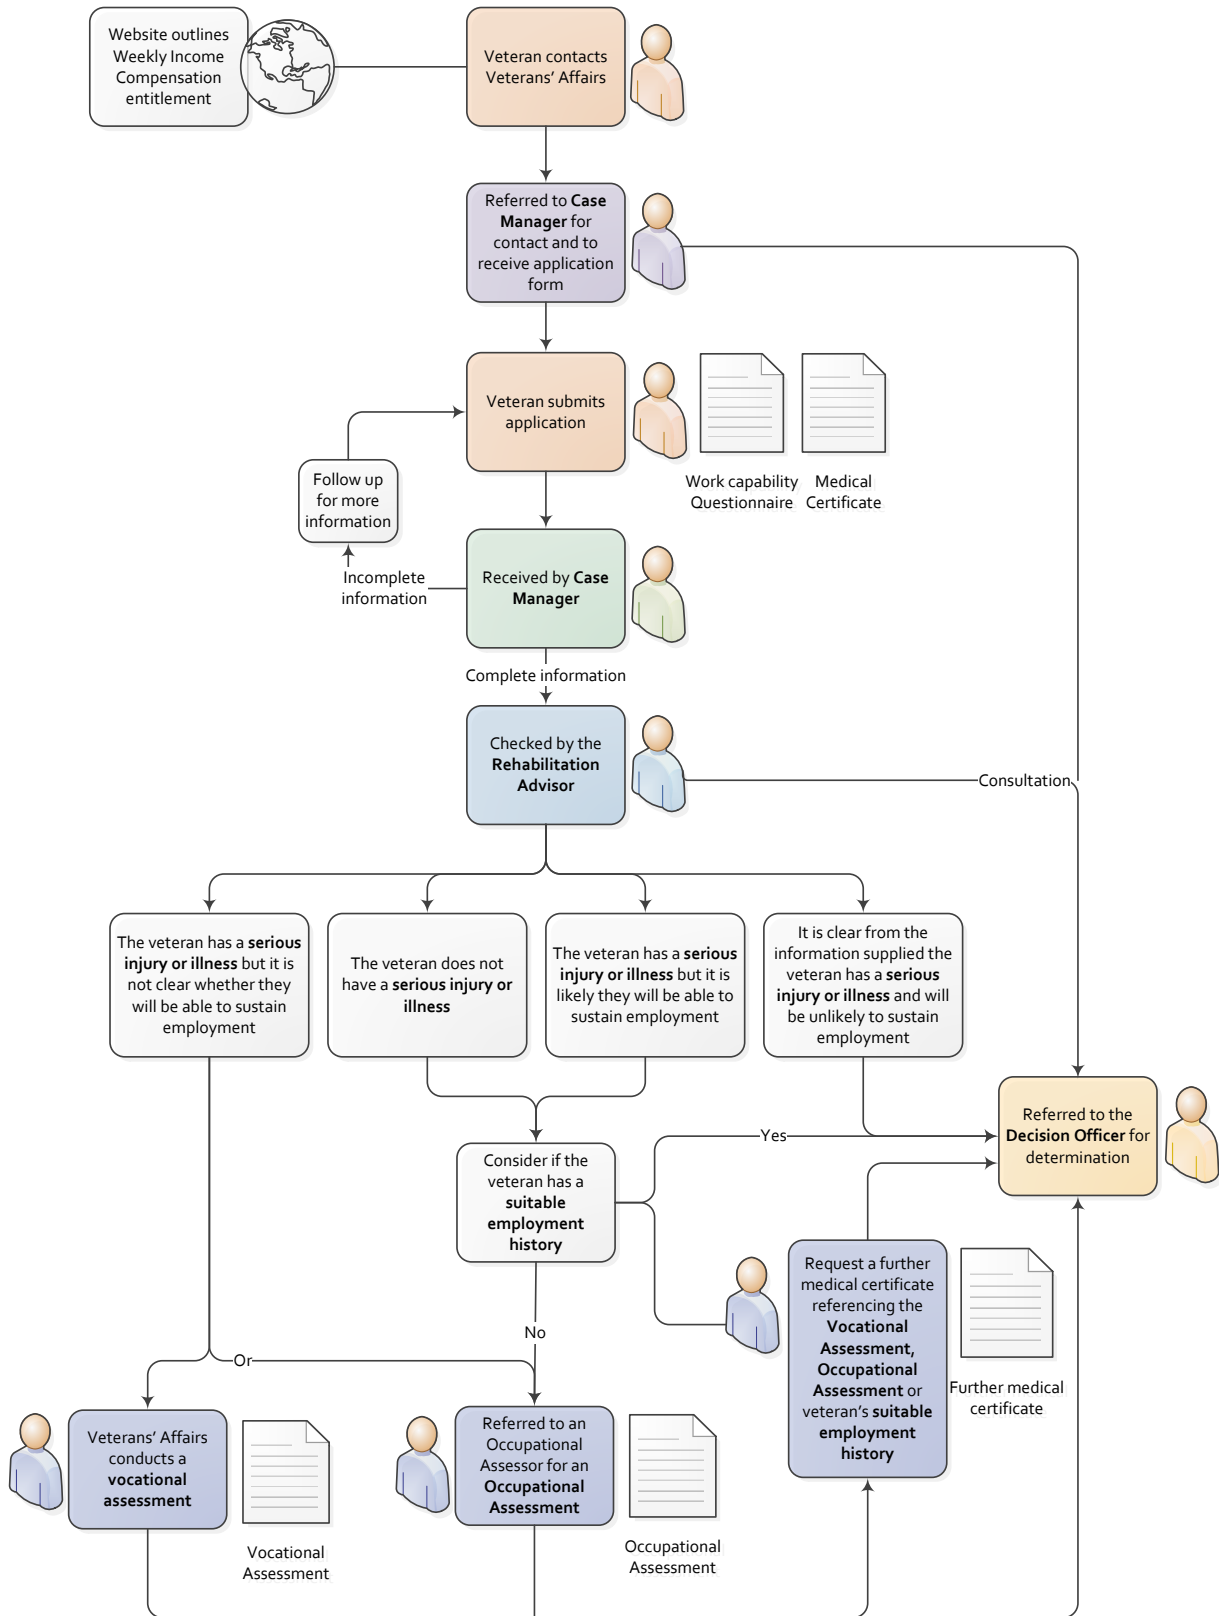 Website outlines
Weekly Income
Compensation
entitlement
Veteran contacts
Veterans’ Affairs
Referred to Case
Manager for
contact and to
receive application
form
Veteran submits
application
Work capability
Questionnaire
Medical
Certificate
Follow up
for more
information
Incomplete
information
Received by Case
Manager
Complete information
Checked by the
Rehabilitation
Advisor
Consultation
The veteran has a serious
injury or illness but it is
not clear whether they
will be able to sustain
employment
The veteran does not
have a serious injury or
illness
The veteran has a serious
injury or illness but it is
likely they will be able to
sustain employment
It is clear from the
information supplied the
veteran has a serious
injury or illness and will
be unlikely to sustain
employment
Referred to the
Decision Officer for
determination
Yes
Consider if the
veteran has a
suitable
employment
history
No
Or
Request a further
medical certificate
referencing the
Vocational
Assessment,
Occupational
Assessment or
veteran’s suitable
employment
history
Further medical
certificate
Veterans’ Affairs
conducts a
vocational
assessment
Vocational
Assessment
Referred to an
Occupational
Assessor for an
Occupational
Assessment
Occupational
Assessment